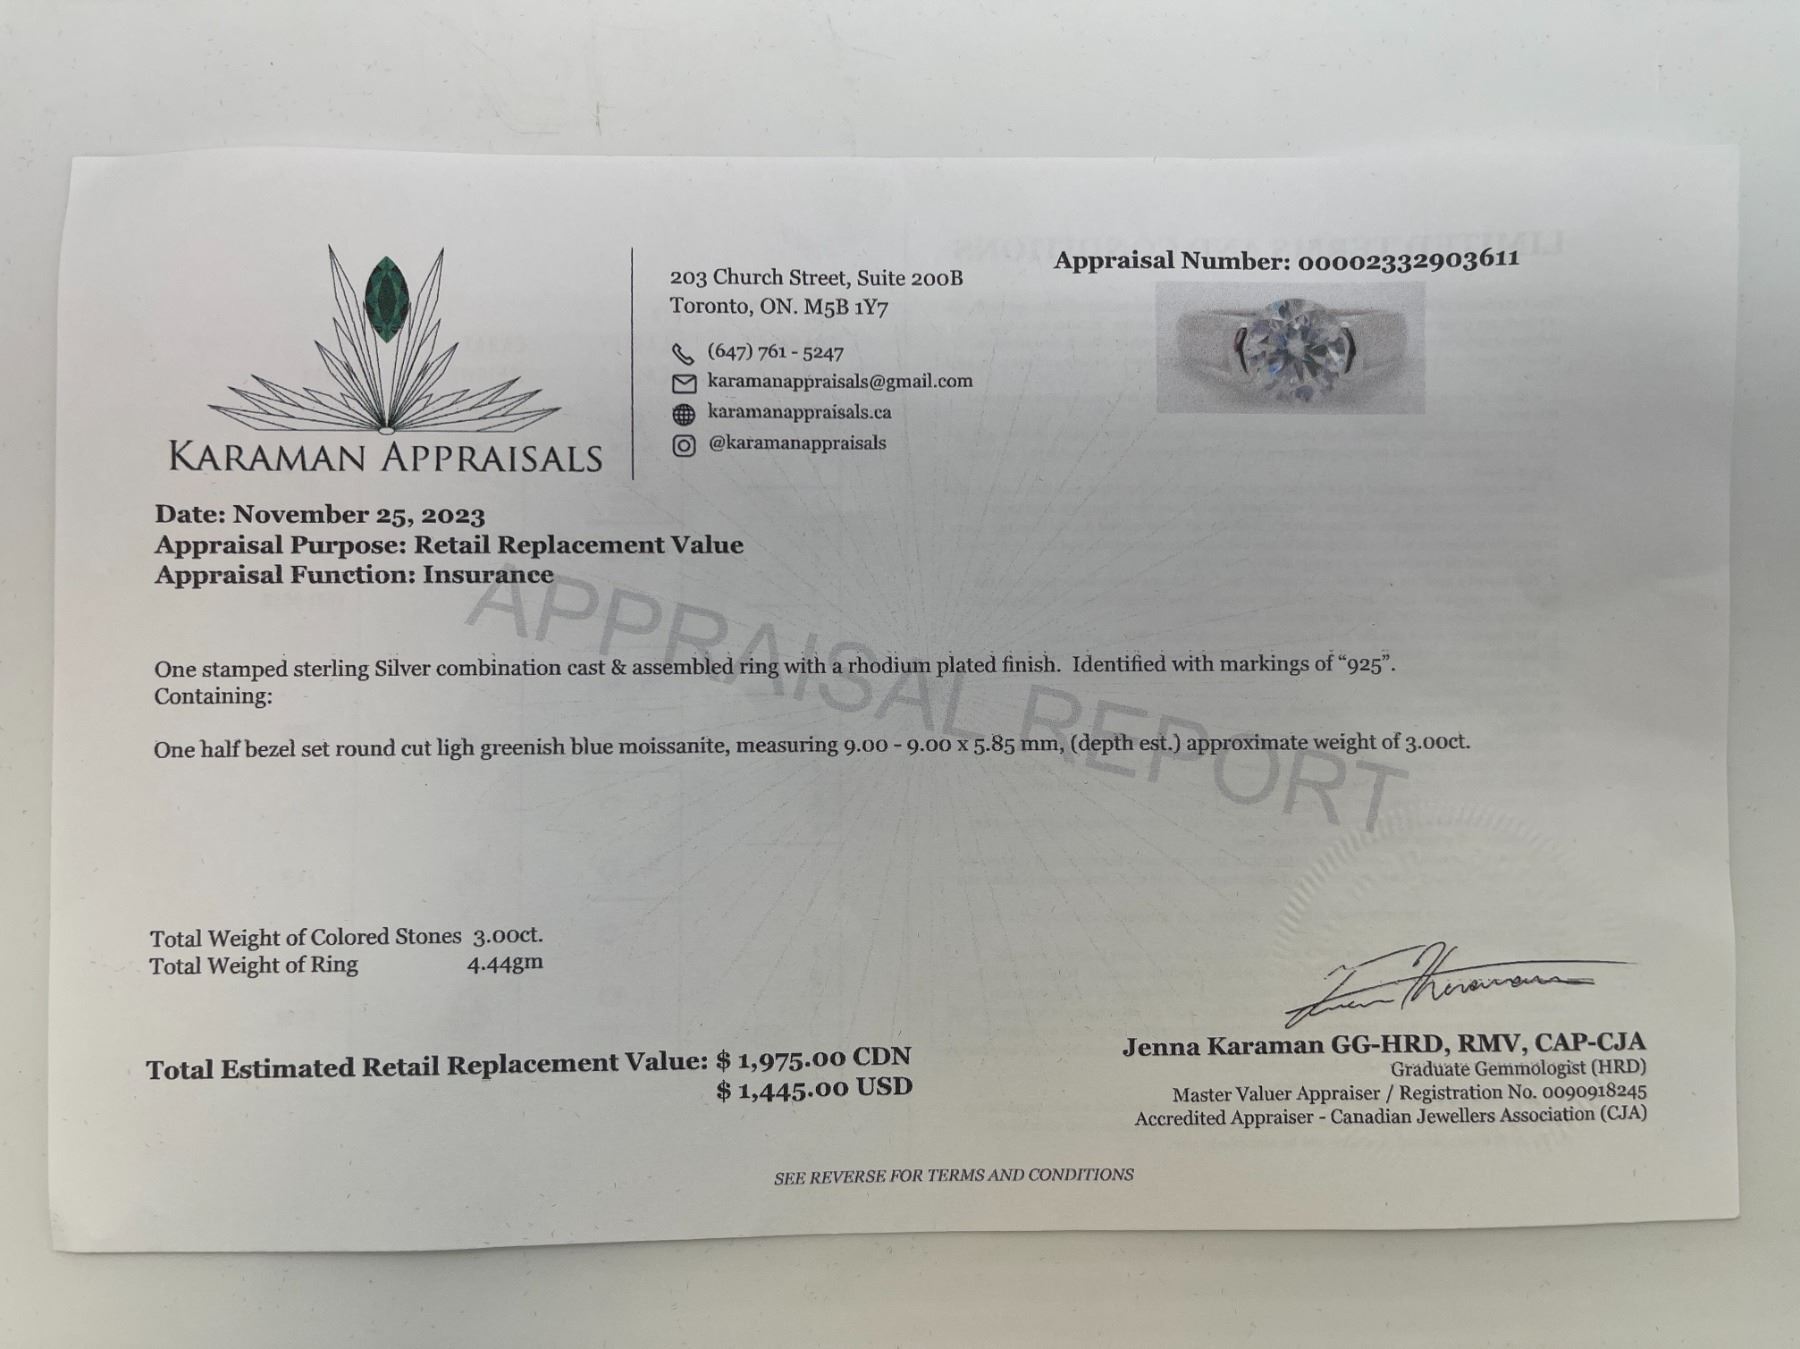 KARAMAN APPRAISALS
203 Church Street, Suite 200B
Toronto, ON. M5B 1Y7
(647) 761 - 5247
karamanappraisals@gmail.com
karamanappraisals.ca
@karamanappraisals
Appraisal Number: 00002332903611
Date: November 25, 2023
Appraisal Purpose: Retail Replacement Value
Appraisal Function: Insurance
APPRAISAL REPORT
One stamped sterling Silver combination cast & assembled ring with a rhodium plated finish. Identified with markings of “925”.
Containing:
One half bezel set round cut ligh greenish blue moissanite, measuring 9.00 - 9.00 x 5.85 mm, (depth est.) approximate weight of 3.00ct.
Total Weight of Colored Stones 3.00ct.
Total Weight of Ring 4.44gm
Total Estimated Retail Replacement Value: $ 1,975.00 CDN
$ 1,445.00 USD
Jenna Karaman GG-HRD, RMV, CAP-CJA
Graduate Gemmologist (HRD)
Master Valuer Appraiser / Registration No. 0090918245
Accredited Appraiser - Canadian Jewellers Association (CJA)
SEE REVERSE FOR TERMS AND CONDITIONS